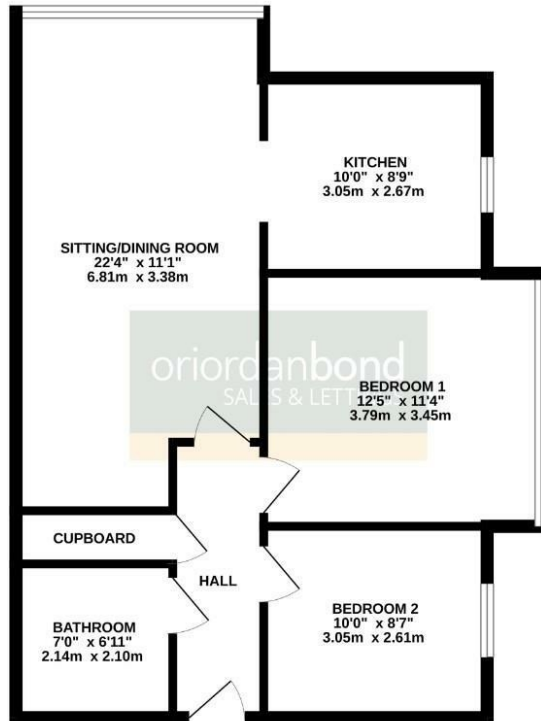 KITCHEN
10'0" x 8'9"
3.05m x 2.67m
SITTING/DINING ROOM
22'4" x 11'1"
6.81m x 3.38m
oriordanbond
SALES & LETTINGS
BEDROOM 1
12'5" x 11'4"
3.79m x 3.45m
CUPBOARD
HALL
BATHROOM
7'0" x 6'11"
2.14m x 2.10m
BEDROOM 2
10'0" x 8'7"
3.05m x 2.61m